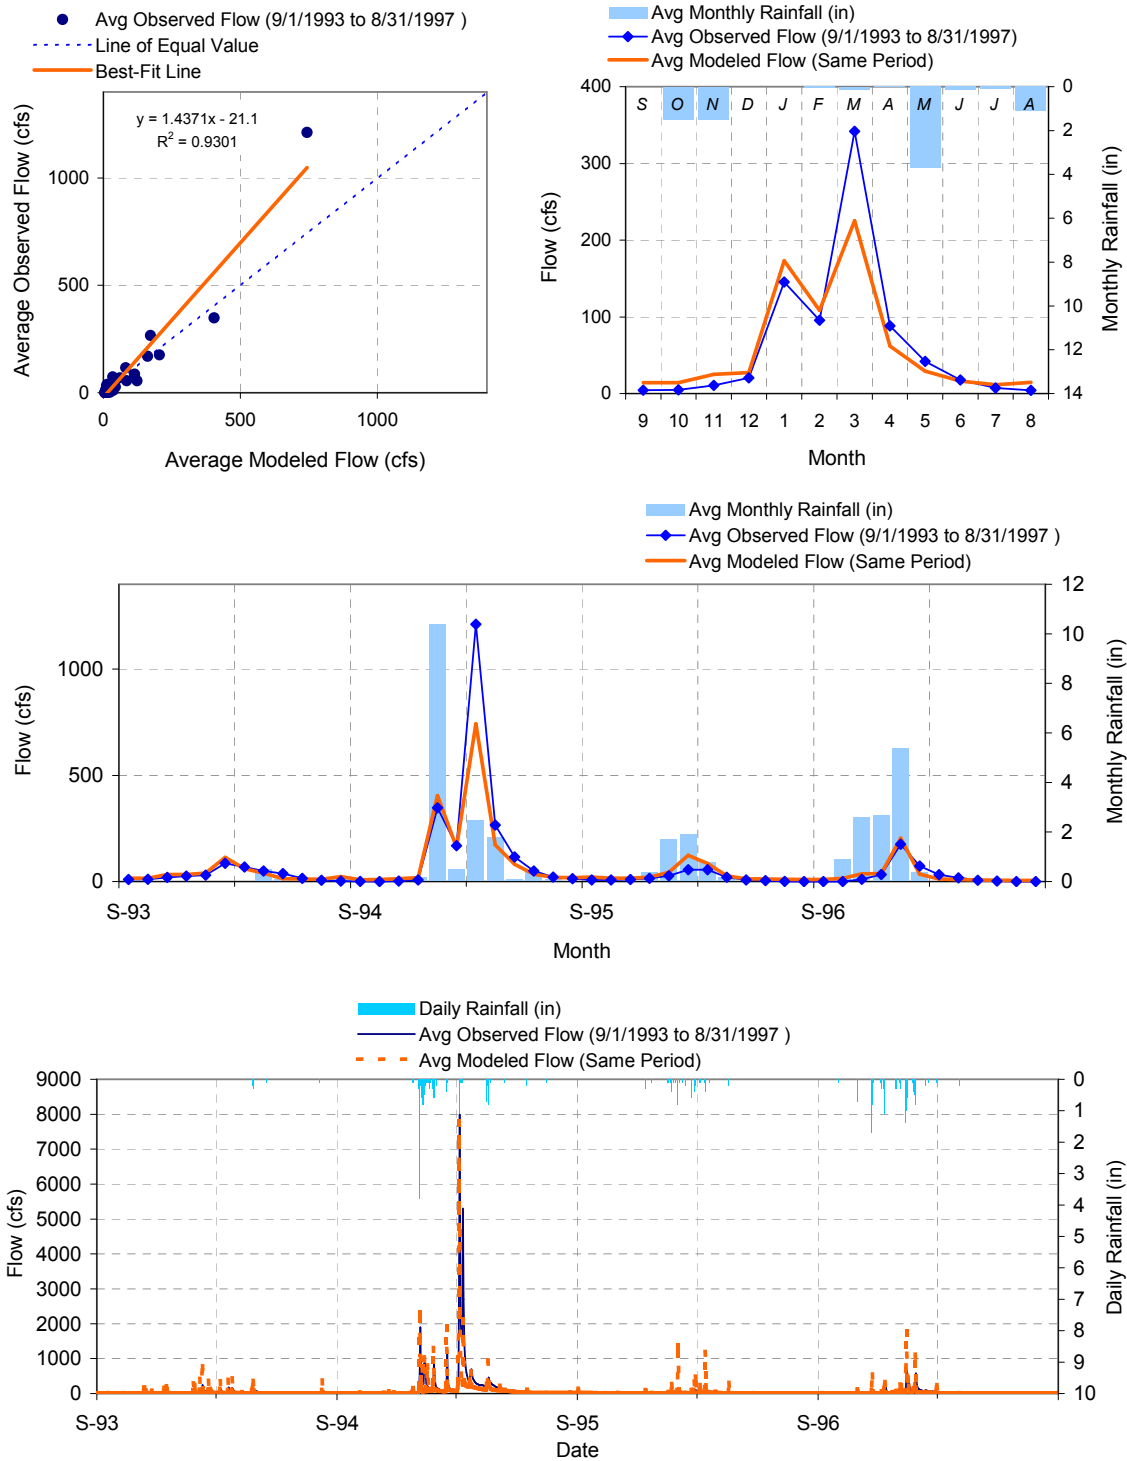 Avg Observed Flow (9/1/1993 to 8/31/1997 )
Line of Equal Value
Best-Fit Line
y = 1.4371x - 21.1
R2 = 0.9301
Average Observed Flow (cfs)
1000
500
0
0 500 1000
Average Modeled Flow (cfs)
Avg Monthly Rainfall (in)
Avg Observed Flow (9/1/1993 to 8/31/1997)
Avg Modeled Flow (Same Period)
S O N D J F M A M J J A
Flow (cfs)
400
300
200
100
0
0
2
4
6
8
10
12
14
Monthly Rainfall (in)
9 10 11 12 1 2 3 4 5 6 7 8
Month
Avg Monthly Rainfall (in)
Avg Observed Flow (9/1/1993 to 8/31/1997 )
Avg Modeled Flow (Same Period)
Flow (cfs)
1000
500
0
12
10
8
6
4
2
0
Monthly Rainfall (in)
S-93 S-94 S-95 S-96
Month
Daily Rainfall (in)
Avg Observed Flow (9/1/1993 to 8/31/1997 )
Avg Modeled Flow (Same Period)
Flow (cfs)
9000
8000
7000
6000
5000
4000
3000
2000
1000
0
0
1
2
3
4
5
6
7
8
9
10
Daily Rainfall (in)
S-93 S-94 S-95 S-96
Date